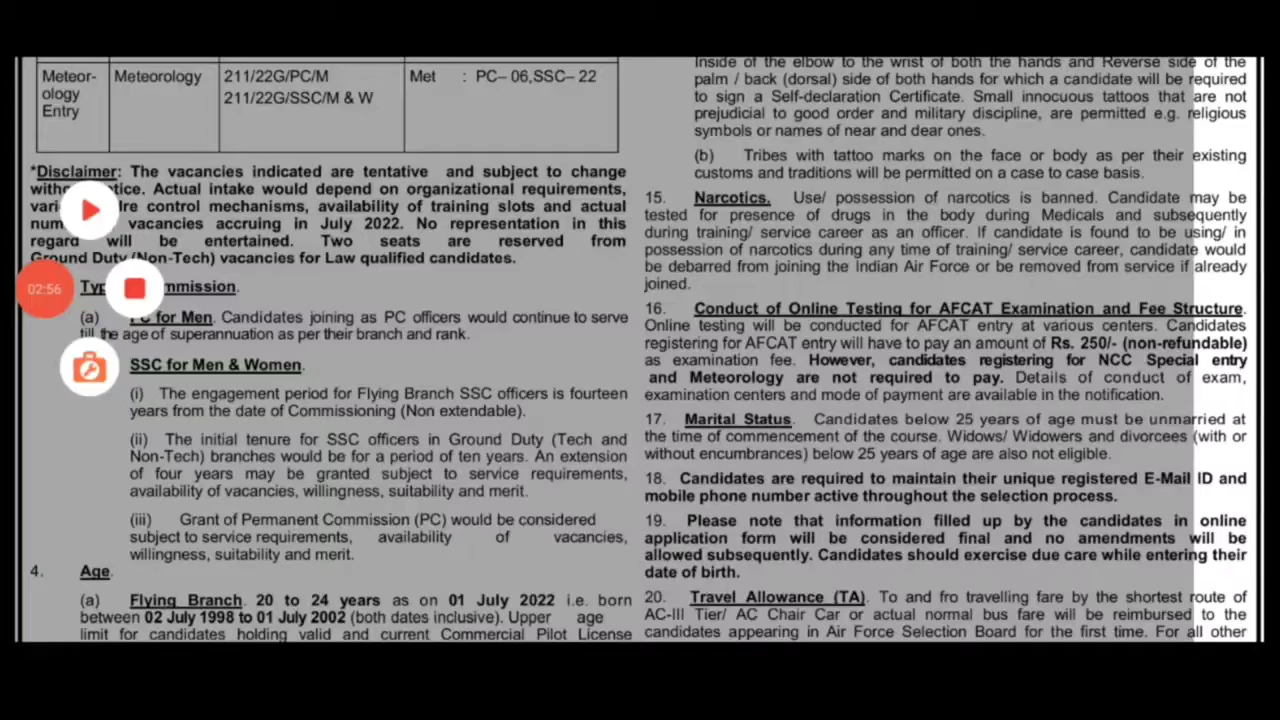 Meteor-
ology
Entry
Meteorology
211/22G/PC/M
211/22G/SSC/M & W
Met : PC– 06,SSC– 22
*Disclaimer: The vacancies indicated are tentative and subject to change
Actual intake would depend on organizational requirements,
control mechanisms, availability of training slots and actual
vacancies accruing in July 2022. No representation in this
regard will be entertained. Two seats are reserved from
Ground Duty (Non-Tech) vacancies for Law qualified candidates.
02:56
(a) PC for Men. Candidates joining as PC officers would continue to serve
till the age of superannuation as per their branch and rank.
SSC for Men & Women.
(i) The engagement period for Flying Branch SSC officers is fourteen
years from the date of Commissioning (Non extendable).
(ii) The initial tenure for SSC officers in Ground Duty (Tech and
Non-Tech) branches would be for a period of ten years. An extension
of four years may be granted subject to service requirements,
availability of vacancies, willingness, suitability and merit.
(iii) Grant of Permanent Commission (PC) would be considered
subject to service requirements, availability of vacancies,
willingness, suitability and merit.
4. Age.
(a) Flying Branch. 20 to 24 years as on 01 July 2022 i.e. born
between 02 July 1998 to 01 July 2002 (both dates inclusive). Upper age
limit for candidates holding valid and current Commercial Pilot License
Inside of the elbow to the wrist of both the hands and Reverse side of the
palm / back (dorsal) side of both hands for which a candidate will be required
to sign a Self-declaration Certificate. Small innocuous tattoos that are not
prejudicial to good order and military discipline, are permitted e.g. religious
symbols or names of near and dear ones.
(b) Tribes with tattoo marks on the face or body as per their existing
customs and traditions will be permitted on a case to case basis.
15. Narcotics. Use/ possession of narcotics is banned. Candidate may be
tested for presence of drugs in the body during Medicals and subsequently
during training/ service career as an officer. If candidate is found to be using/ in
possession of narcotics during any time of training/ service career, candidate would
be debarred from joining the Indian Air Force or be removed from service if already
joined.
16. Conduct of Online Testing for AFCAT Examination and Fee Structure.
Online testing will be conducted for AFCAT entry at various centers. Candidates
registering for AFCAT entry will have to pay an amount of Rs. 250/- (non-refundable)
as examination fee. However, candidates registering for NCC Special entry
and Meteorology are not required to pay. Details of conduct of exam,
examination centers and mode of payment are available in the notification.
17. Marital Status. Candidates below 25 years of age must be unmarried at
the time of commencement of the course. Widows/ Widowers and divorcees (with or
without encumbrances) below 25 years of age are also not eligible.
18. Candidates are required to maintain their unique registered E-Mail ID and
mobile phone number active throughout the selection process.
19. Please note that information filled up by the candidates in online
application form will be considered final and no amendments will be
allowed subsequently. Candidates should exercise due care while entering their
date of birth.
20. Travel Allowance (TA). To and fro travelling fare by the shortest route of
AC-III Tier/ AC Chair Car or actual normal bus fare will be reimbursed to the
candidates appearing in Air Force Selection Board for the first time. For all other